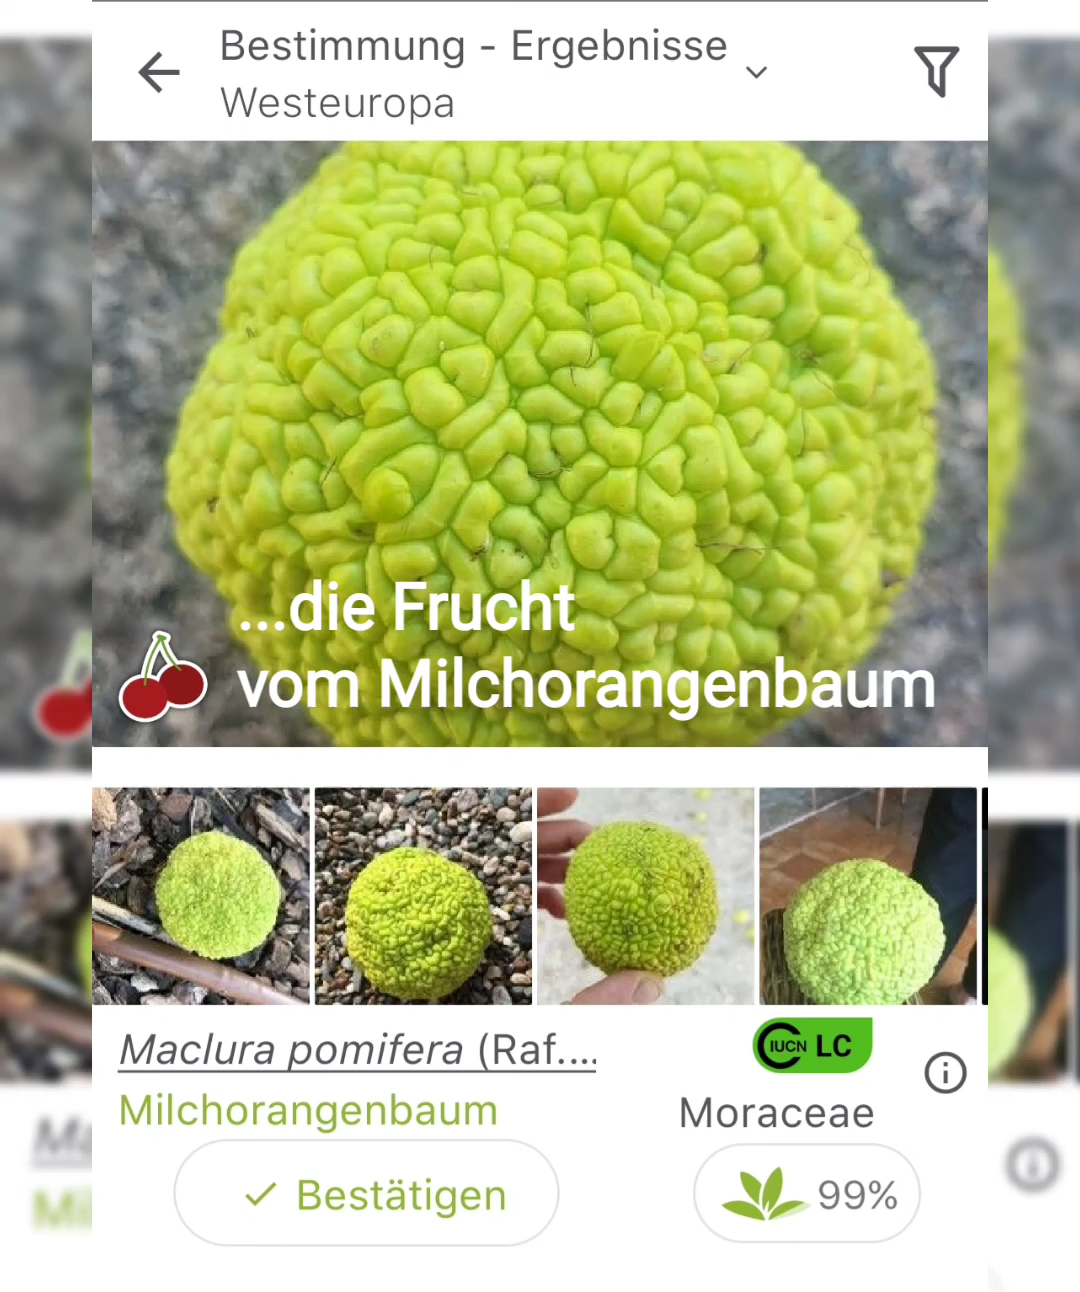 Bestimmung - Ergebnisse
Westeuropa
...die Frucht
vom Milchorangenbaum
Maclura pomifera (Raf....
IUCN LC
Milchorangenbaum
Moraceae
Bestätigen
99%